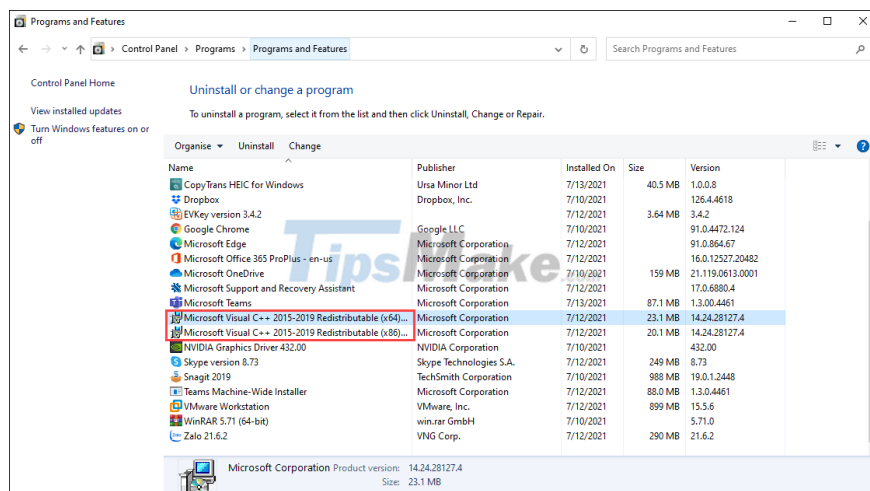 Programs and Features
Control Panel > Programs > Programs and Features
Search Programs and Features
Control Panel Home
View installed updates
Turn Windows features on or
off
Uninstall or change a program
To uninstall a program, select it from the list and then click Uninstall, Change or Repair.
Organise Uninstall Change
Name Publisher Installed On Size Version
CopyTrans HEIC for Windows Ursa Minor Ltd 7/13/2021 40.5 MB 1.0.0.8
Dropbox Dropbox, Inc. 7/10/2021 126.4.4618
EVKey version 3.4.2 7/12/2021 3.64 MB 3.4.2
Google Chrome Google LLC 7/10/2021 91.0.4472.124
Microsoft Edge Microsoft Corporation 7/12/2021 91.0.864.67
Microsoft Office 365 ProPlus - en-us Microsoft Corporation 7/12/2021 16.0.12527.20482
Microsoft OneDrive Microsoft Corporation 7/10/2021 159 MB 21.119.0613.0001
Microsoft Support and Recovery Assistant Microsoft Corporation 7/12/2021 17.0.6880.4
Microsoft Teams Microsoft Corporation 7/13/2021 87.1 MB 1.3.00.4461
Microsoft Visual C++ 2015-2019 Redistributable (x64)... Microsoft Corporation 7/12/2021 23.1 MB 14.24.28127.4
Microsoft Visual C++ 2015-2019 Redistributable (x86)... Microsoft Corporation 7/12/2021 20.1 MB 14.24.28127.4
NVIDIA Graphics Driver 432.00 NVIDIA Corporation 7/10/2021 432.00
Skype version 8.73 Skype Technologies S.A. 7/12/2021 249 MB 8.73
Snagit 2019 TechSmith Corporation 7/10/2021 988 MB 19.0.1.2448
Teams Machine-Wide Installer Microsoft Corporation 7/12/2021 88.0 MB 1.3.0.4461
VMware Workstation VMware, Inc. 7/12/2021 899 MB 15.5.6
WinRAR 5.71 (64-bit) win.rar GmbH 7/10/2021 5.71.0
Zalo 21.6.2 VNG Corp. 7/12/2021 290 MB 21.6.2
TipsMake.com
Microsoft Corporation Product version: 14.24.28127.4
Size: 23.1 MB